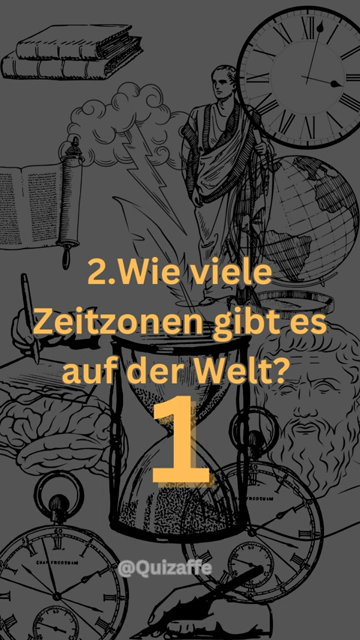 2.Wie viele
Zeitzonen gibt es
auf der Welt?
1
@Quizaffe